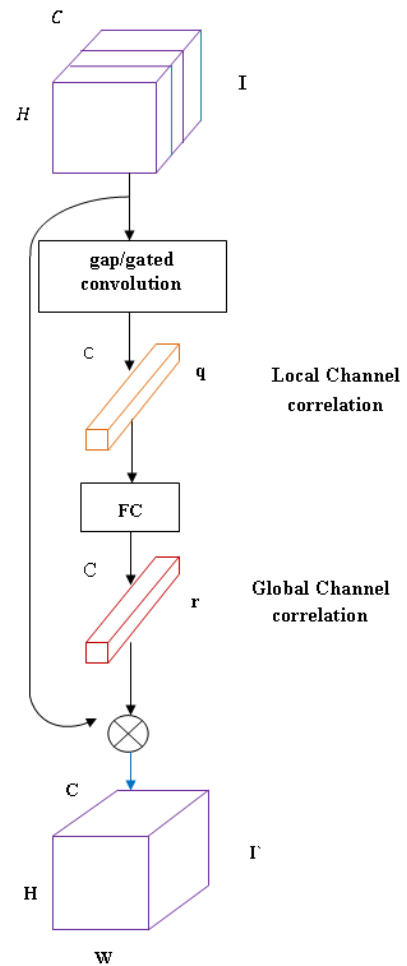 C
I
H
gap/gated
convolution
C
q
Local Channel
correlation
FC
C
r
Global Channel
correlation
C
I`
H
W